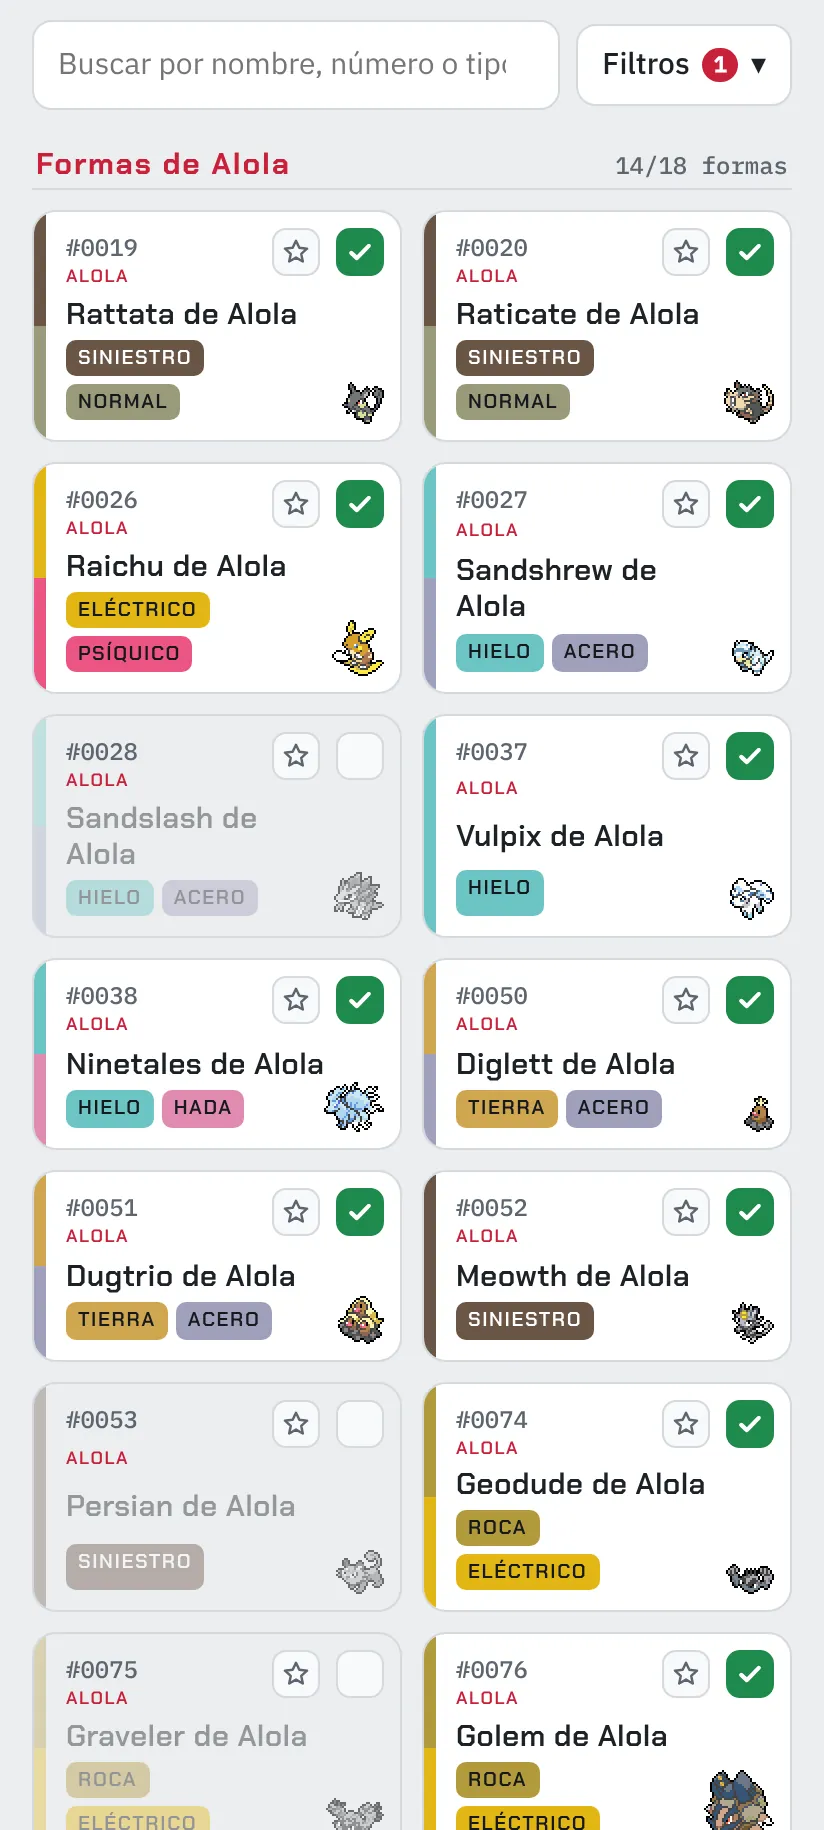 Buscar por nombre, número o tipo
Filtros 1 ▼
Formas de Alola
14/18 formas
#0019
ALOLA
Rattata de Alola
SINIESTRO
NORMAL
#0020
ALOLA
Raticate de Alola
SINIESTRO
NORMAL
#0026
ALOLA
Raichu de Alola
ELÉCTRICO
PSÍQUICO
#0027
ALOLA
Sandshrew de
Alola
HIELO ACERO
#0028
ALOLA
Sandslash de
Alola
HIELO ACERO
#0037
ALOLA
Vulpix de Alola
HIELO
#0038
ALOLA
Ninetales de Alola
HIELO HADA
#0050
ALOLA
Diglett de Alola
TIERRA ACERO
#0051
ALOLA
Dugtrio de Alola
TIERRA ACERO
#0052
ALOLA
Meowth de Alola
SINIESTRO
#0053
ALOLA
Persian de Alola
SINIESTRO
#0074
ALOLA
Geodude de Alola
ROCA
ELÉCTRICO
#0075
ALOLA
Graveler de Alola
ROCA
ELÉCTRICO
#0076
ALOLA
Golem de Alola
ROCA
ELÉCTRICO